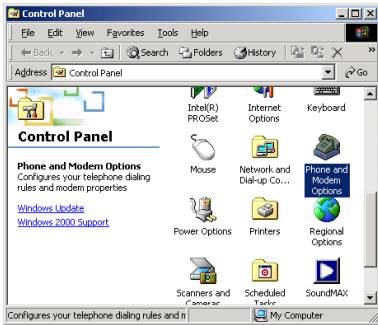 Control Panel
File Edit View Favorites Tools Help
Back Search Folders History
Address Control Panel Go
Control Panel
Phone and Modem Options
Configures your telephone dialing
rules and modem properties
Windows Update
Windows 2000 Support
Intel(R)
PROSet
Internet
Options
Keyboard
Mouse
Network and
Dial-up Co...
Phone and
Modem
Options
Power Options
Printers
Regional
Options
Scanners and
Cameras
Scheduled
Tasks
SoundMAX
Configures your telephone dialing rules and m My Computer